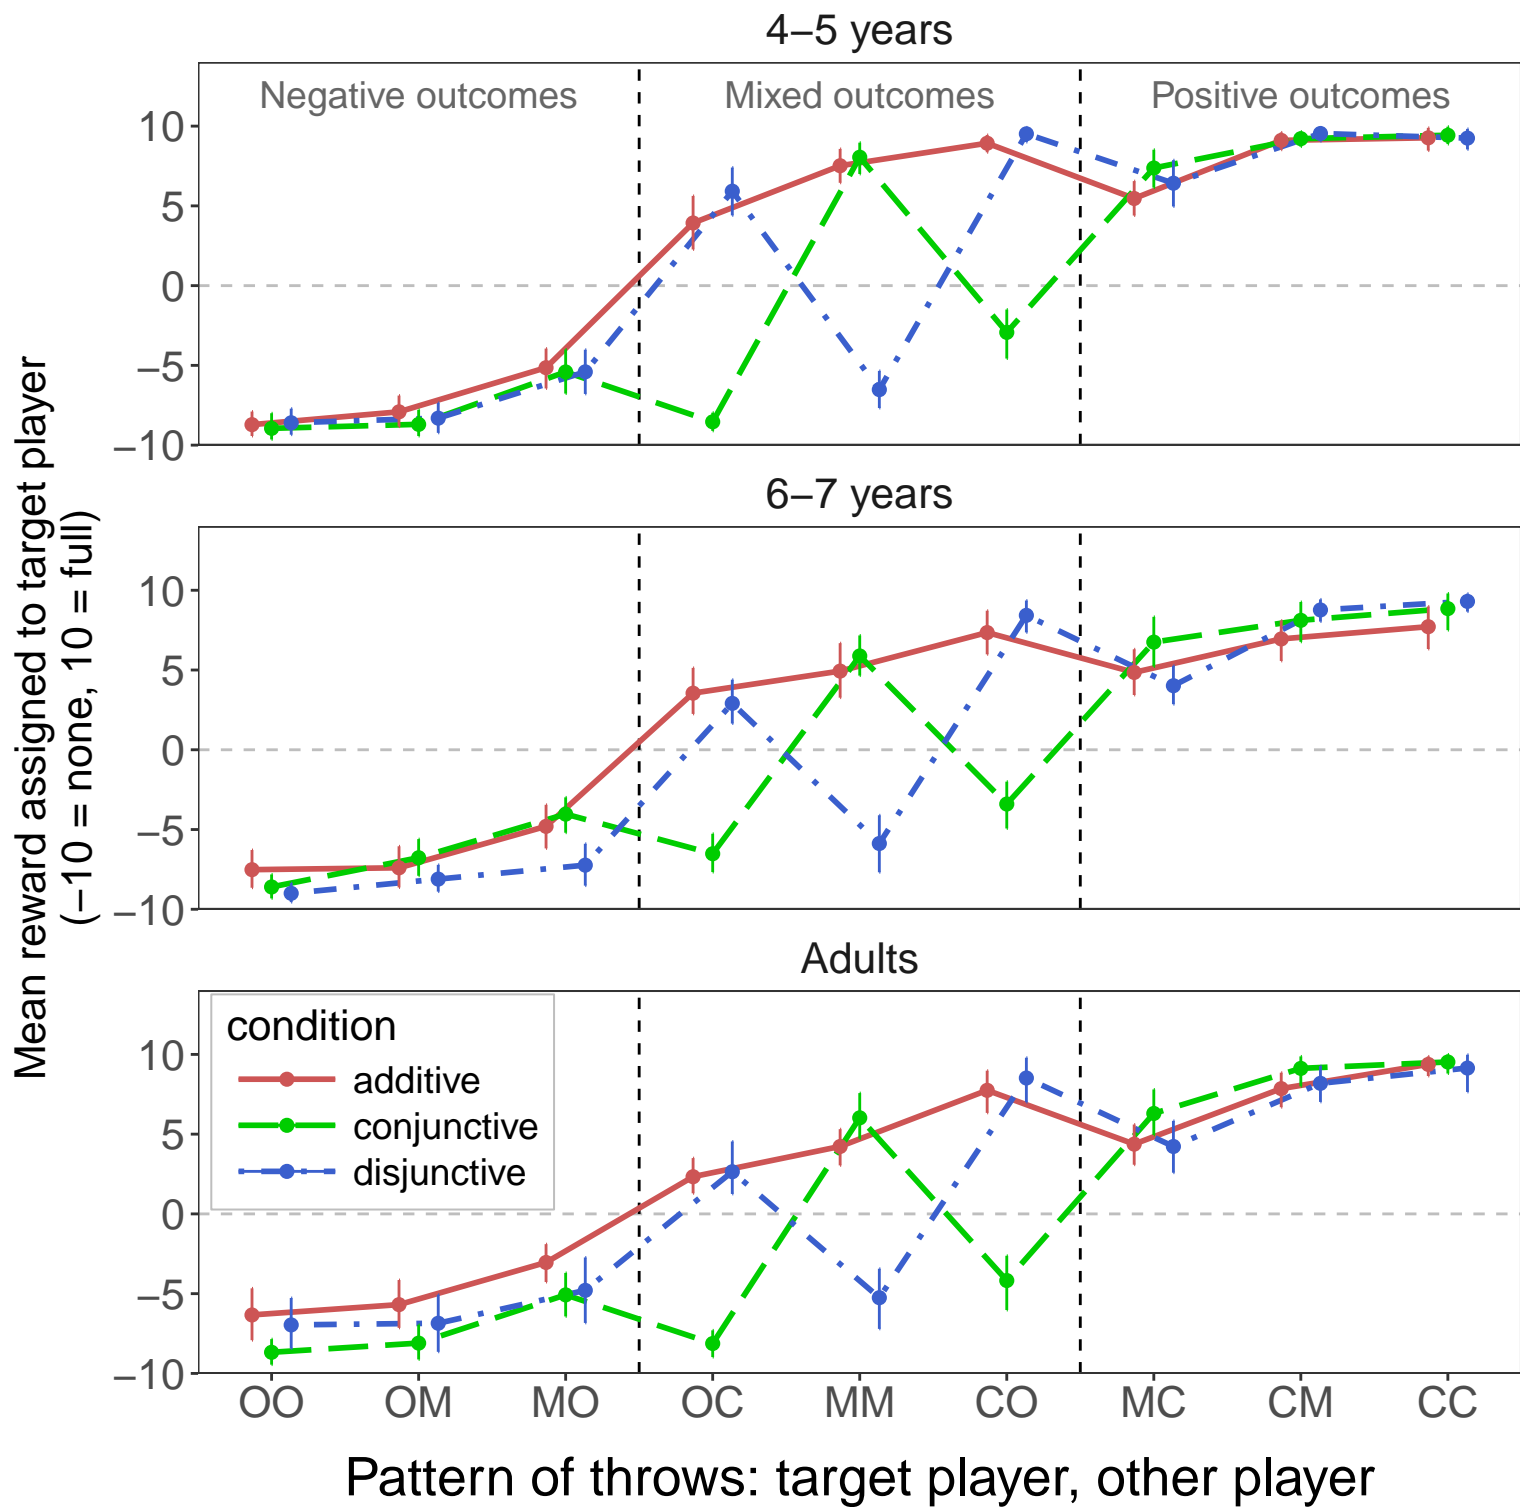 4−5 years
Negative outcomes
Mixed outcomes
Positive outcomes
10
5
0
−5
−10
6−7 years
10
5
0
−5
−10
Adults
10
5
0
−5
−10
condition
additive
conjunctive
disjunctive
Mean reward assigned to target player
(−10 = none, 10 = full)
OO
OM
MO
OC
MM
CO
MC
CM
CC
Pattern of throws: target player, other player